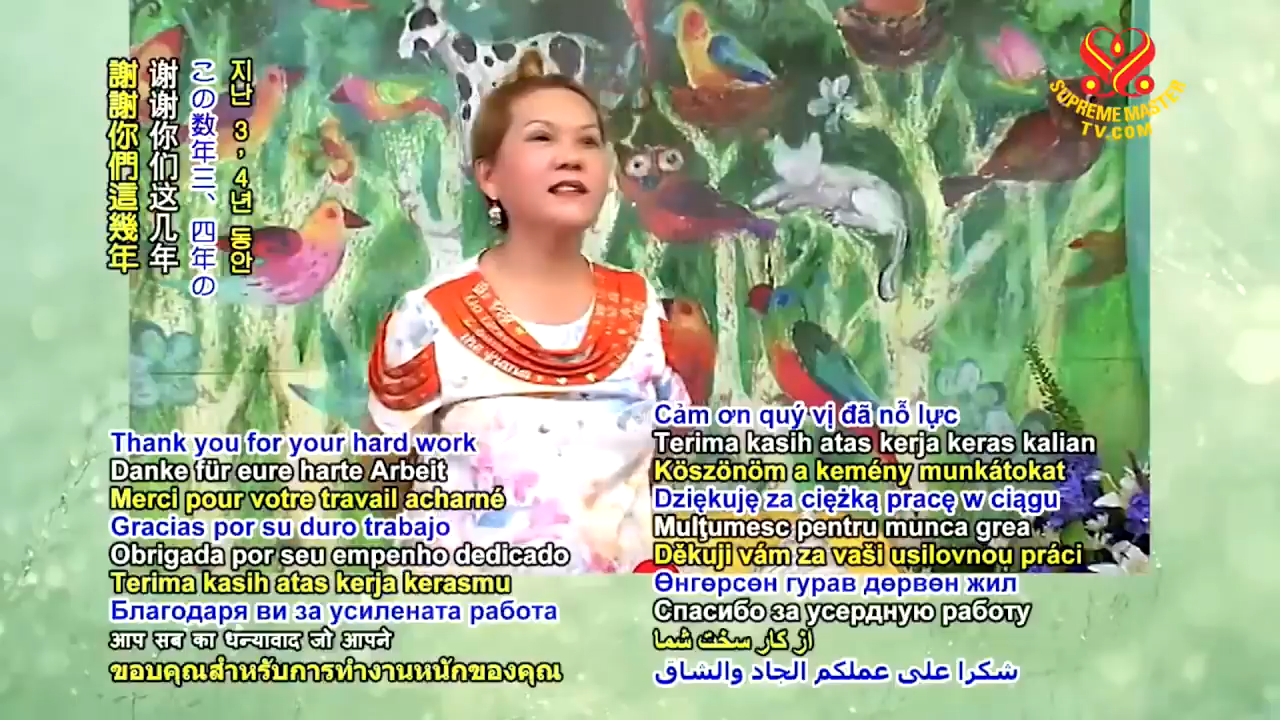 謝謝你們這幾年
谢谢你们这几年
この数年三、四年の
지난 3,4년 동안
SUPREME MASTER
TV.COM
Thank you for your hard work
Danke für eure harte Arbeit
Merci pour votre travail acharné
Gracias por su duro trabajo
Obrigada por seu empenho dedicado
Terima kasih atas kerja kerasmu
Благодаря ви за усилената работа
आप सब का धन्यावाद जो आपने
ขอบคุณสำหรับการทำงานหนักของคุณ
Cảm ơn quý vị đã nỗ lực
Terima kasih atas kerja keras kalian
Köszönöm a kemény munkátokat
Dziękuję za ciężką pracę w ciągu
Mulţumesc pentru munca grea
Děkuji vám za vaši usilovnou práci
Өнгөрсөн гурав дөрвөн жил
Спасибо за усердную работу
از کار سخت شما
شكرا على عملكم الجاد والشاق